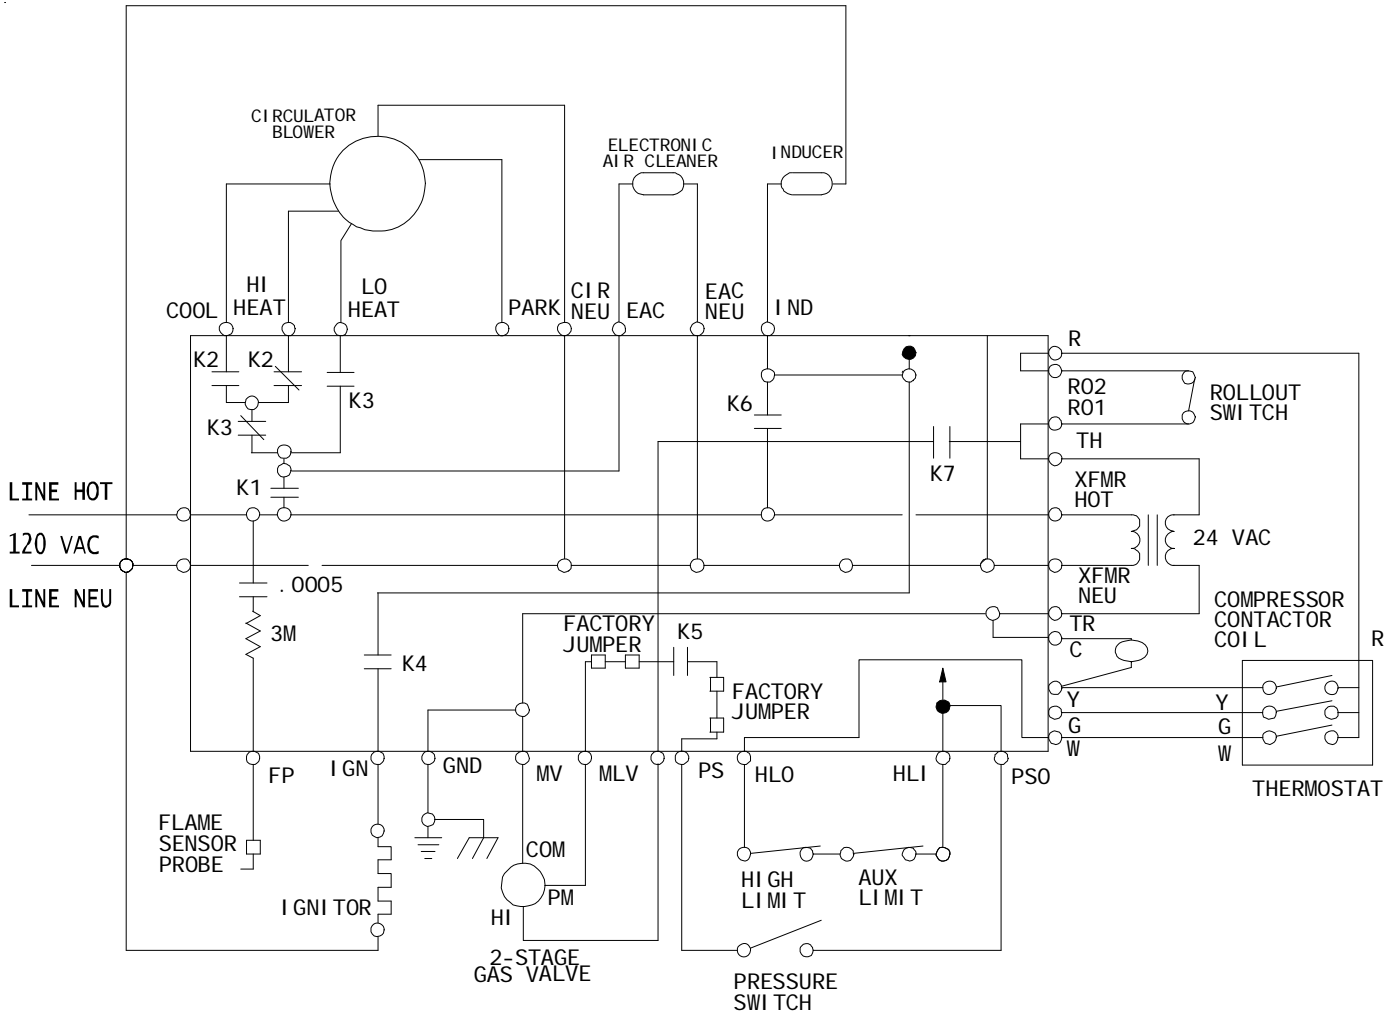 CIRCULATOR
BLOWER
ELECTRONIC
AIR CLEANER
INDUCER
COOL
HI
HEAT
LO
HEAT
PARK
CIR
NEU
EAC
EAC
NEU
IND
R
K2
K2
K3
K3
K6
RO2
RO1
ROLLOUT
SWITCH
TH
K7
K1
XFMR
HOT
LINE HOT
120 VAC
LINE NEU
24 VAC
XFMR
NEU
.0005
3M
K4
FACTORY
JUMPER
K5
FACTORY
JUMPER
TR
C
COMPRESSOR
CONTACTOR
COIL
R
Y
Y
G
G
W
W
THERMOSTAT
FP
IGN
GND
MV
MLV
PS
HLO
HLI
PSO
FLAME
SENSOR
PROBE
IGNITOR
COM
PM
HI
2-STAGE
GAS VALVE
HIGH
LIMIT
AUX
LIMIT
PRESSURE
SWITCH